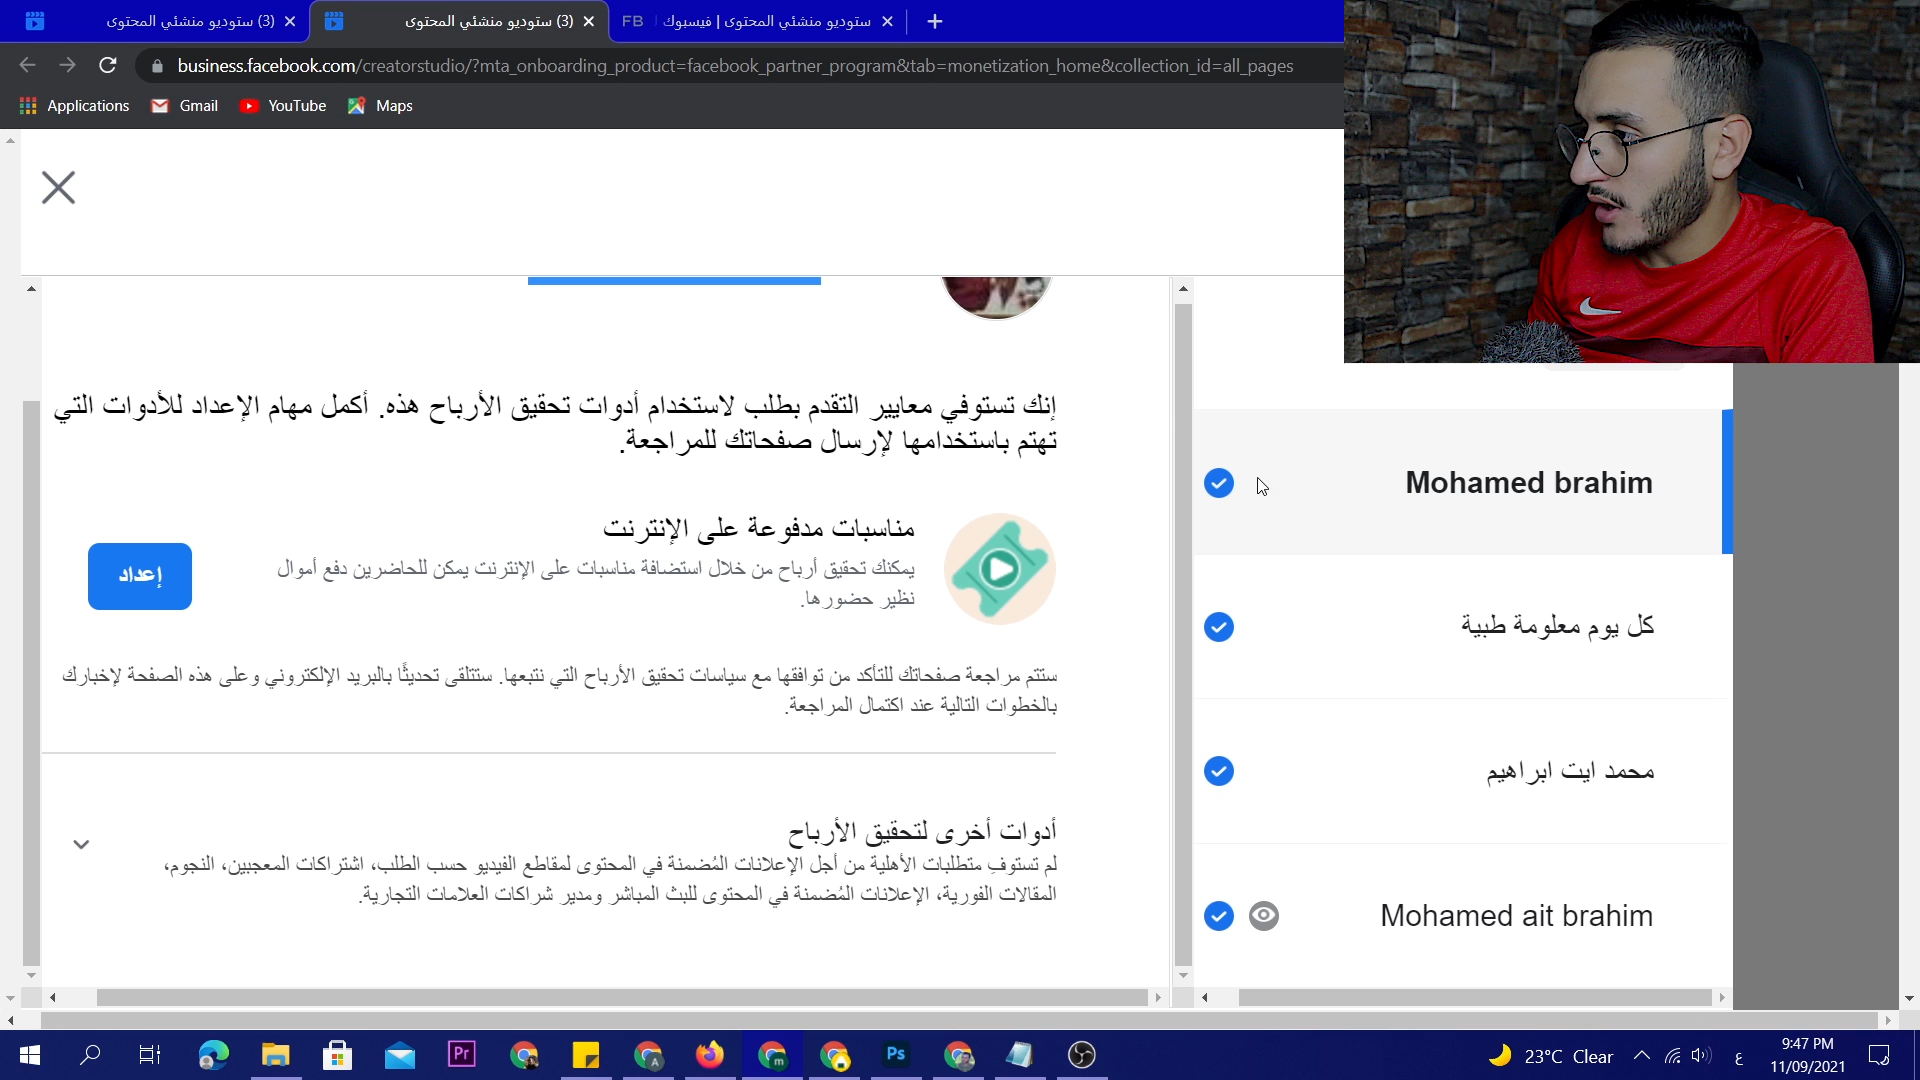 (3) ستوديو منشئي المحتوى
(3) ستوديو منشئي المحتوى
FB
ستوديو منشئي المحتوى | فيسبوك
business.facebook.com/creatorstudio/?mta_onboarding_product=facebook_partner_program&tab=monetization_home&collection_id=all_pages
Applications
Gmail
YouTube
Maps
إنك تستوفي معايير التقدم بطلب لاستخدام أدوات تحقيق الأرباح هذه. أكمل مهام الإعداد للأدوات التي
تهتم باستخدامها لإرسال صفحاتك للمراجعة.
مناسبات مدفوعة على الإنترنت
يمكنك تحقيق أرباح من خلال استضافة مناسبات على الإنترنت يمكن للحاضرين دفع أموال
نظير حضورها.
إعداد
ستتم مراجعة صفحاتك للتأكد من توافقها مع سياسات تحقيق الأرباح التي نتبعها. ستتلقى تحديثًا بالبريد الإلكتروني وعلى هذه الصفحة لإخبارك
بالخطوات التالية عند اكتمال المراجعة.
أدوات أخرى لتحقيق الأرباح
لم تستوفِ متطلبات الأهلية من أجل الإعلانات المُضمنة في المحتوى لمقاطع الفيديو حسب الطلب، اشتراكات المعجبين، النجوم،
المقالات الفورية، الإعلانات المُضمنة في المحتوى للبث المباشر ومدير شراكات العلامات التجارية.
Mohamed brahim
كل يوم معلومة طبية
محمد ايت ابراهيم
Mohamed ait brahim
Pr
A
m
Ps
23°C Clear
ع
9:47 PM
11/09/2021